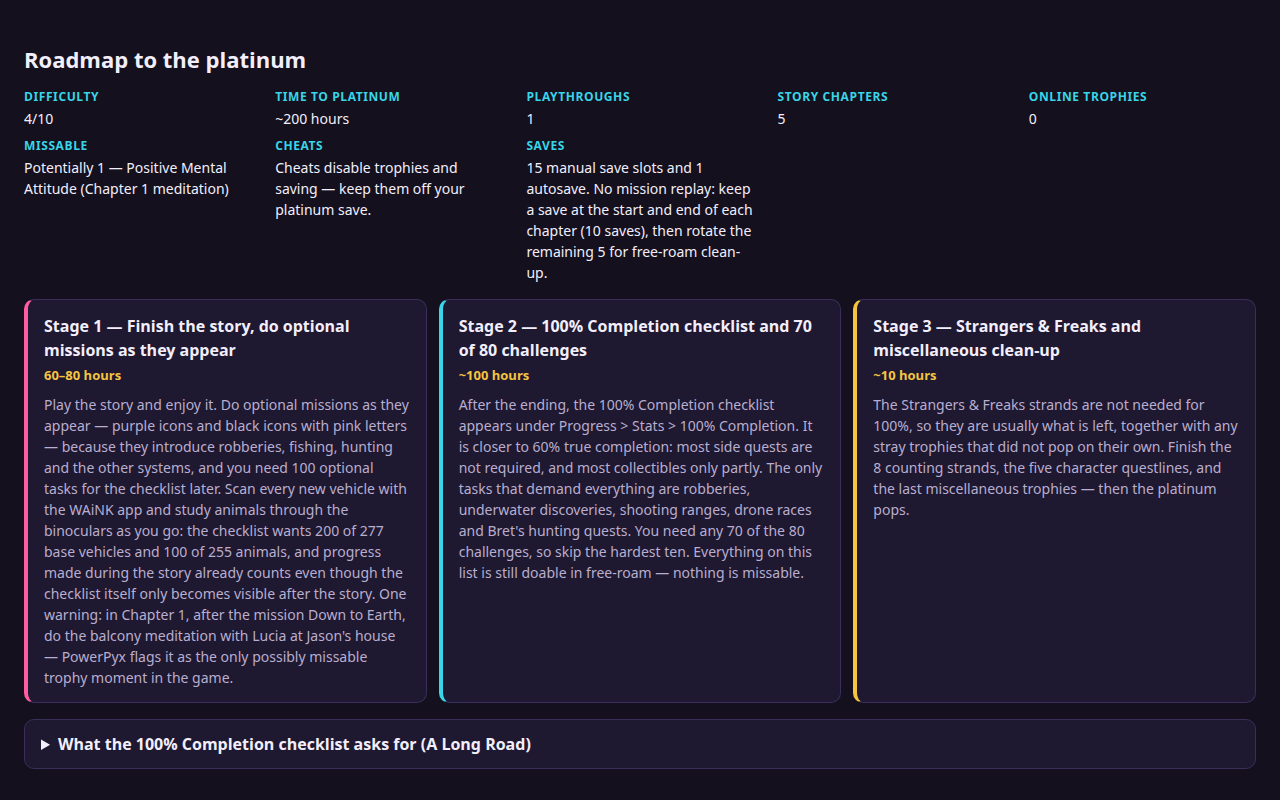 Roadmap to the platinum
DIFFICULTY
4/10
TIME TO PLATINUM
~200 hours
PLAYTHROUGHS
1
STORY CHAPTERS
5
ONLINE TROPHIES
0
MISSABLE
Potentially 1 — Positive Mental
Attitude (Chapter 1 meditation)
CHEATS
Cheats disable trophies and
saving — keep them off your
platinum save.
SAVES
15 manual save slots and 1
autosave. No mission replay: keep
a save at the start and end of each
chapter (10 saves), then rotate the
remaining 5 for free-roam clean-
up.
Stage 1 — Finish the story, do optional
missions as they appear
60–80 hours
Play the story and enjoy it. Do optional missions as they
appear — purple icons and black icons with pink letters
— because they introduce robberies, fishing, hunting
and the other systems, and you need 100 optional
tasks for the checklist later. Scan every new vehicle with
the WAiNK app and study animals through the
binoculars as you go: the checklist wants 200 of 277
base vehicles and 100 of 255 animals, and progress
made during the story already counts even though the
checklist itself only becomes visible after the story. One
warning: in Chapter 1, after the mission Down to Earth,
do the balcony meditation with Lucia at Jason's house
— PowerPyx flags it as the only possibly missable
trophy moment in the game.
Stage 2 — 100% Completion checklist and 70
of 80 challenges
~100 hours
After the ending, the 100% Completion checklist
appears under Progress > Stats > 100% Completion. It
is closer to 60% true completion: most side quests are
not required, and most collectibles only partly. The only
tasks that demand everything are robberies,
underwater discoveries, shooting ranges, drone races
and Bret's hunting quests. You need any 70 of the 80
challenges, so skip the hardest ten. Everything on this
list is still doable in free-roam — nothing is missable.
Stage 3 — Strangers & Freaks and
miscellaneous clean-up
~10 hours
The Strangers & Freaks strands are not needed for
100%, so they are usually what is left, together with any
stray trophies that did not pop on their own. Finish the
8 counting strands, the five character questlines, and
the last miscellaneous trophies — then the platinum
pops.
What the 100% Completion checklist asks for (A Long Road)